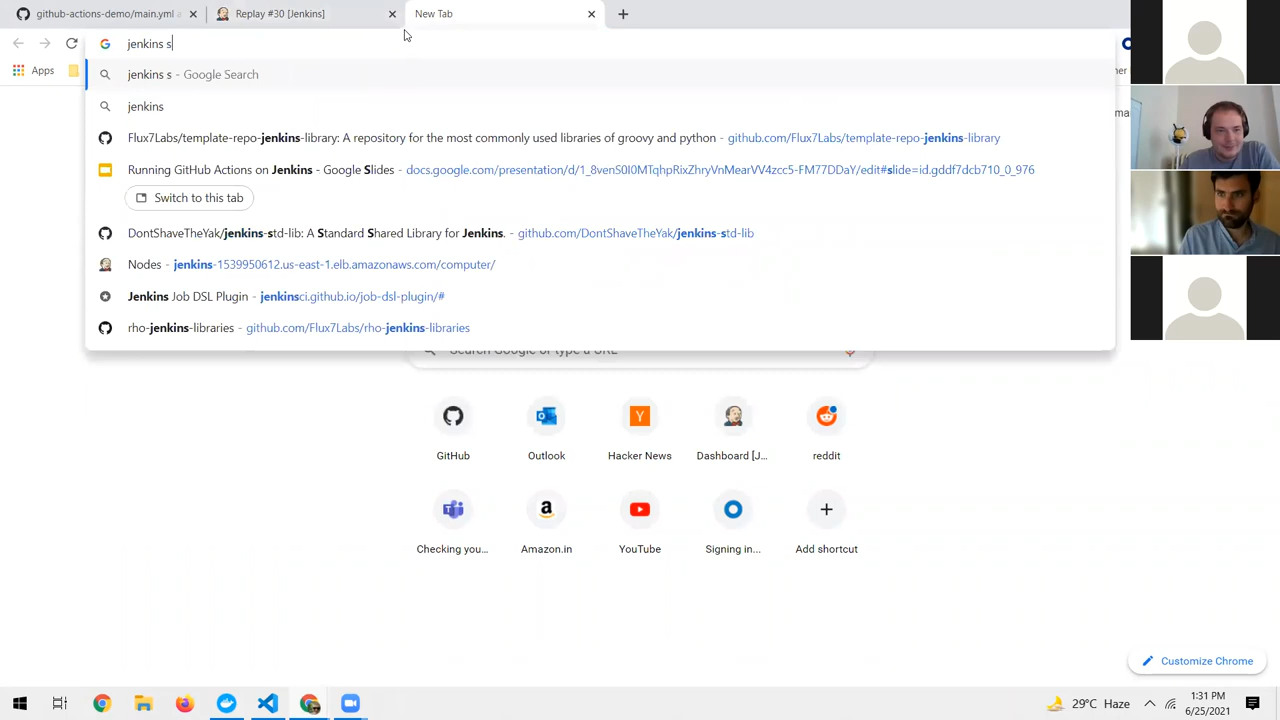 github-actions-demo/main.yml a
Replay #30 [Jenkins]
New Tab
jenkins s
jenkins s - Google Search
Apps
jenkins
Flux7Labs/template-repo-jenkins-library: A repository for the most commonly used libraries of groovy and python - github.com/Flux7Labs/template-repo-jenkins-library
Running GitHub Actions on Jenkins - Google Slides - docs.google.com/presentation/d/1_8venS0I0MTqhpRixZhryVnMearVV4zcc5-FM77DDaY/edit#slide=id.gddf7dcb710_0_976
Switch to this tab
DontShaveTheYak/jenkins-std-lib: A Standard Shared Library for Jenkins. - github.com/DontShaveTheYak/jenkins-std-lib
Nodes - jenkins-1539950612.us-east-1.elb.amazonaws.com/computer/
Jenkins Job DSL Plugin - jenkinsci.github.io/job-dsl-plugin/#
rho-jenkins-libraries - github.com/Flux7Labs/rho-jenkins-libraries
Search Google or type a URL
GitHub
Outlook
Hacker News
Dashboard [J...
reddit
Checking you...
Amazon.in
YouTube
Signing in...
Add shortcut
Customize Chrome
29°C Haze
1:31 PM
6/25/2021